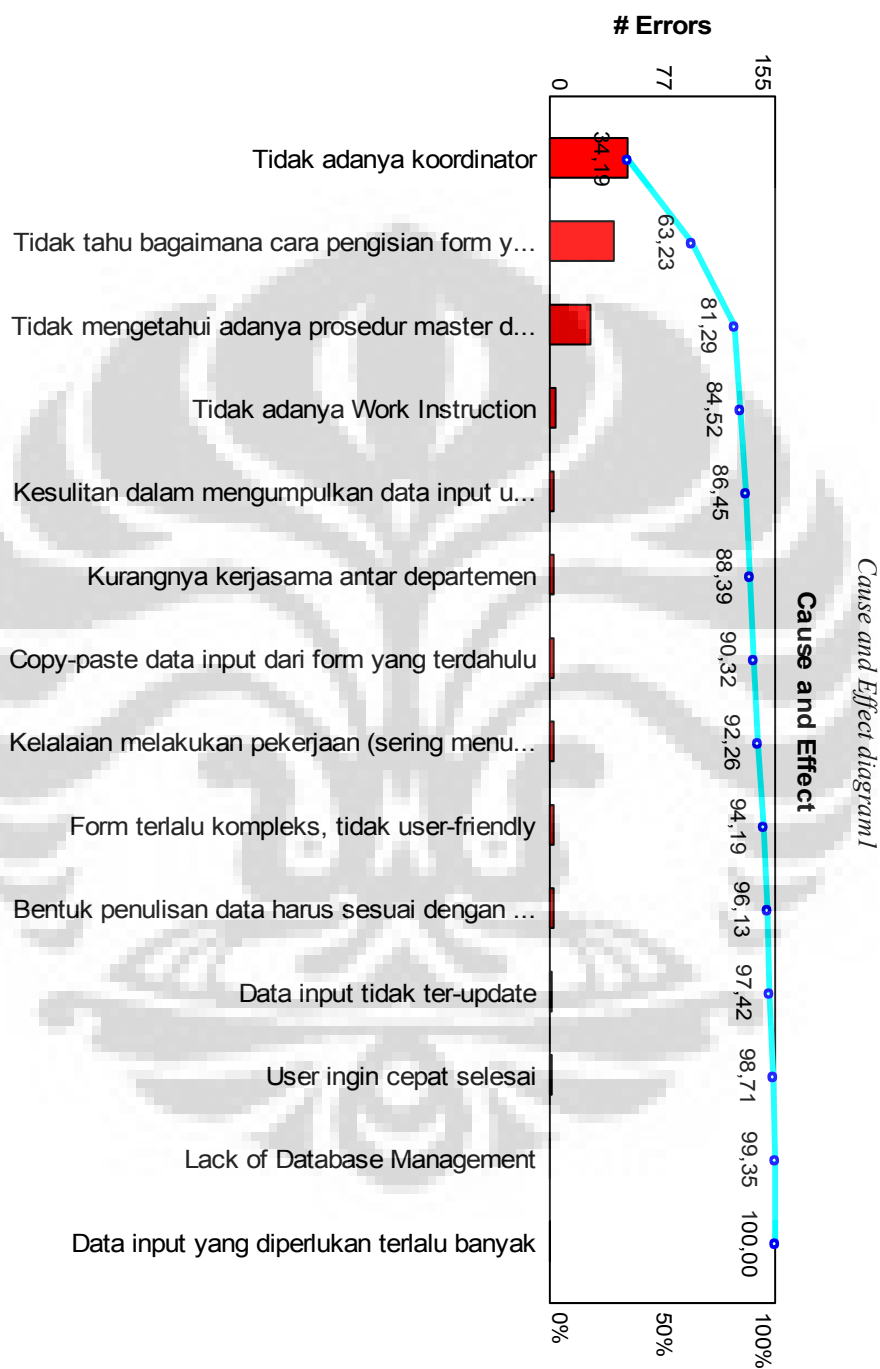 Cause and Effect diagram1
Cause and Effect
# Errors
155
77
0
100%
50%
0%
34,19
63,23
81,29
84,52
86,45
88,39
90,32
92,26
94,19
96,13
97,42
98,71
99,35
100,00
Tidak adanya koordinator
Tidak tahu bagaimana cara pengisian form y...
Tidak mengetahui adanya prosedur master d...
Tidak adanya Work Instruction
Kesulitan dalam mengumpulkan data input u...
Kurangnya kerjasama antar departemen
Copy-paste data input dari form yang terdahulu
Kelalaian melakukan pekerjaan (sering menu...
Form terlalu kompleks, tidak user-friendly
Bentuk penulisan data harus sesuai dengan ...
Data input tidak ter-update
User ingin cepat selesai
Lack of Database Management
Data input yang diperlukan terlalu banyak